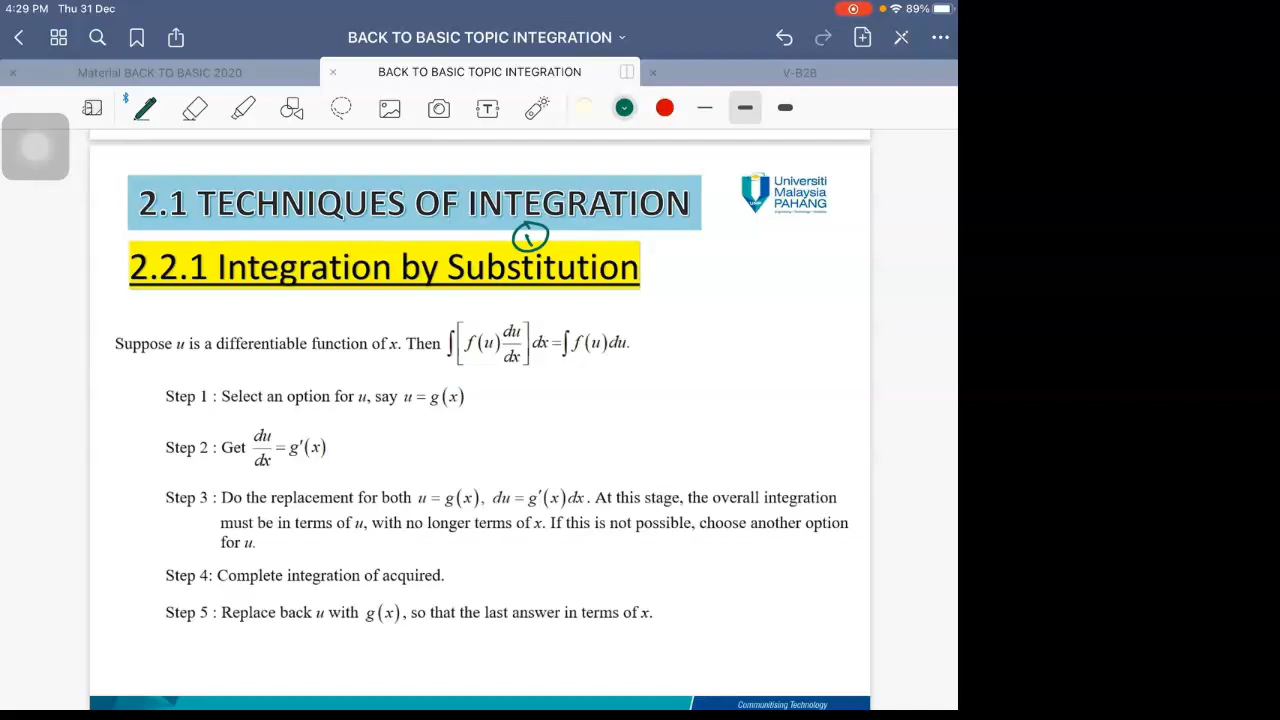 4:29 PM Thu 31 Dec
89%
BACK TO BASIC TOPIC INTEGRATION
Material BACK TO BASIC 2020
BACK TO BASIC TOPIC INTEGRATION
V-B2B
T
2.1 TECHNIQUES OF INTEGRATION
Universiti
Malaysia
PAHANG
2.2.1 Integration by Substitution
Suppose u is a differentiable function of x. Then ∫[f(u) du/dx] dx = ∫f(u)du.
Step 1 : Select an option for u, say u = g(x)
Step 2 : Get du/dx = g'(x)
Step 3 : Do the replacement for both u = g(x), du = g'(x)dx. At this stage, the overall integration
must be in terms of u, with no longer terms of x. If this is not possible, choose another option
for u.
Step 4: Complete integration of acquired.
Step 5 : Replace back u with g(x), so that the last answer in terms of x.
Communitising Technology